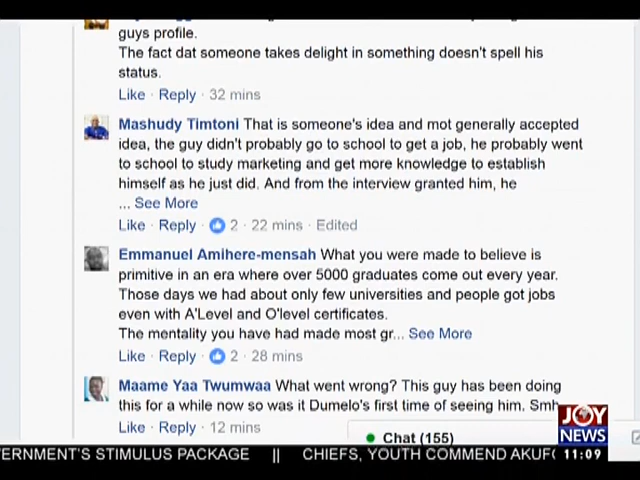 guys profile.
The fact dat someone takes delight in something doesn't spell his
status.
Like · Reply · 32 mins
Mashudy Timtoni That is someone's idea and mot generally accepted
idea, the guy didn't probably go to school to get a job, he probably went
to school to study marketing and get more knowledge to establish
himself as he just did. And from the interview granted him, he
... See More
Like · Reply · 2 · 22 mins · Edited
Emmanuel Amihere-mensah What you were made to believe is
primitive in an era where over 5000 graduates come out every year.
Those days we had about only few universities and people got jobs
even with A'Level and O'level certificates.
The mentality you have had made most gr... See More
Like · Reply · 2 · 28 mins
Maame Yaa Twumwaa What went wrong? This guy has been doing
this for a while now so was it Dumelo's first time of seeing him. Smh
Like · Reply · 12 mins
Chat (155)
JOY
NEWS
ERNMENT'S STIMULUS PACKAGE || CHIEFS, YOUTH COMMEND AKUF
11:09